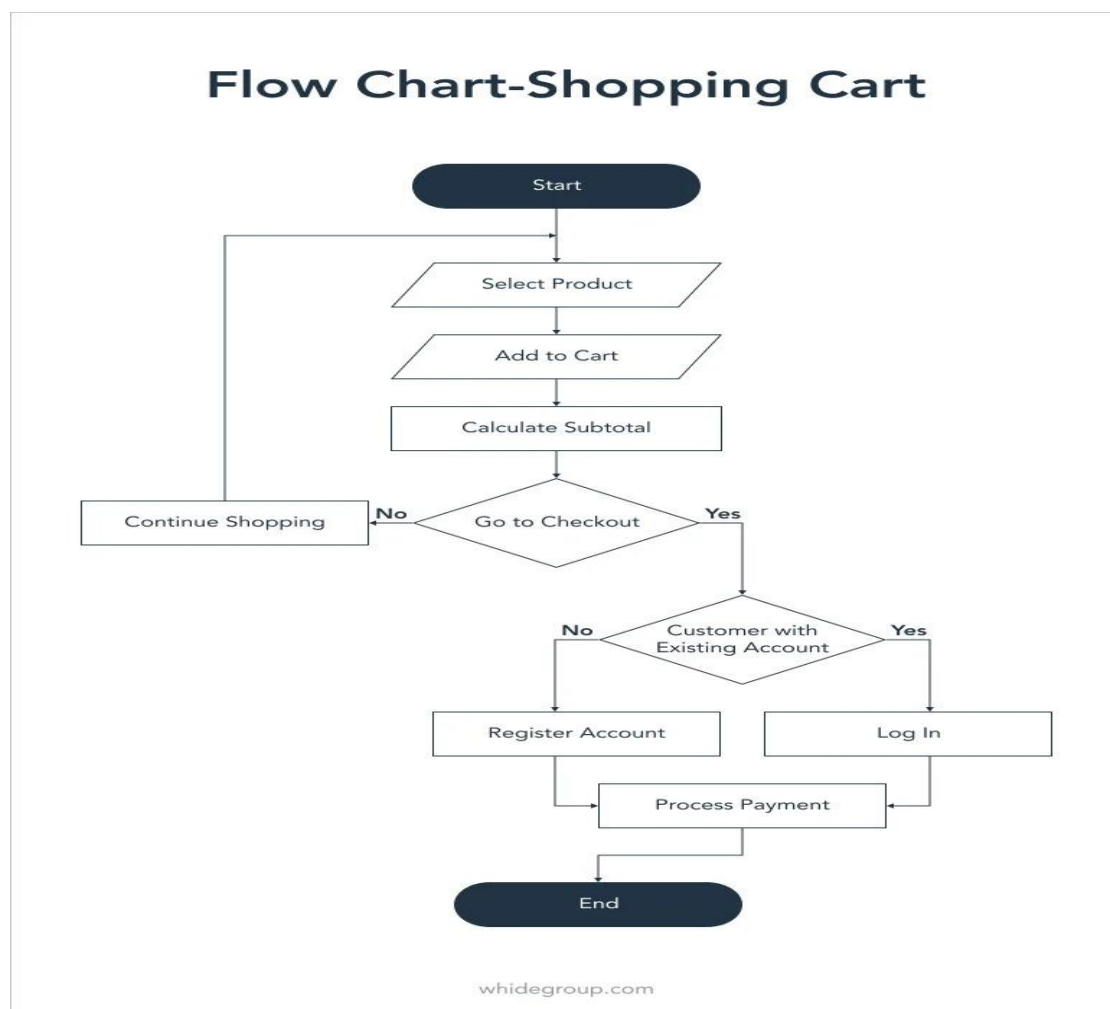 Flow Chart-Shopping Cart
Start
Select Product
Add to Cart
Calculate Subtotal
Continue Shopping
No
Go to Checkout
Yes
No
Customer with
Existing Account
Yes
Register Account
Log In
Process Payment
End
whidegroup.com